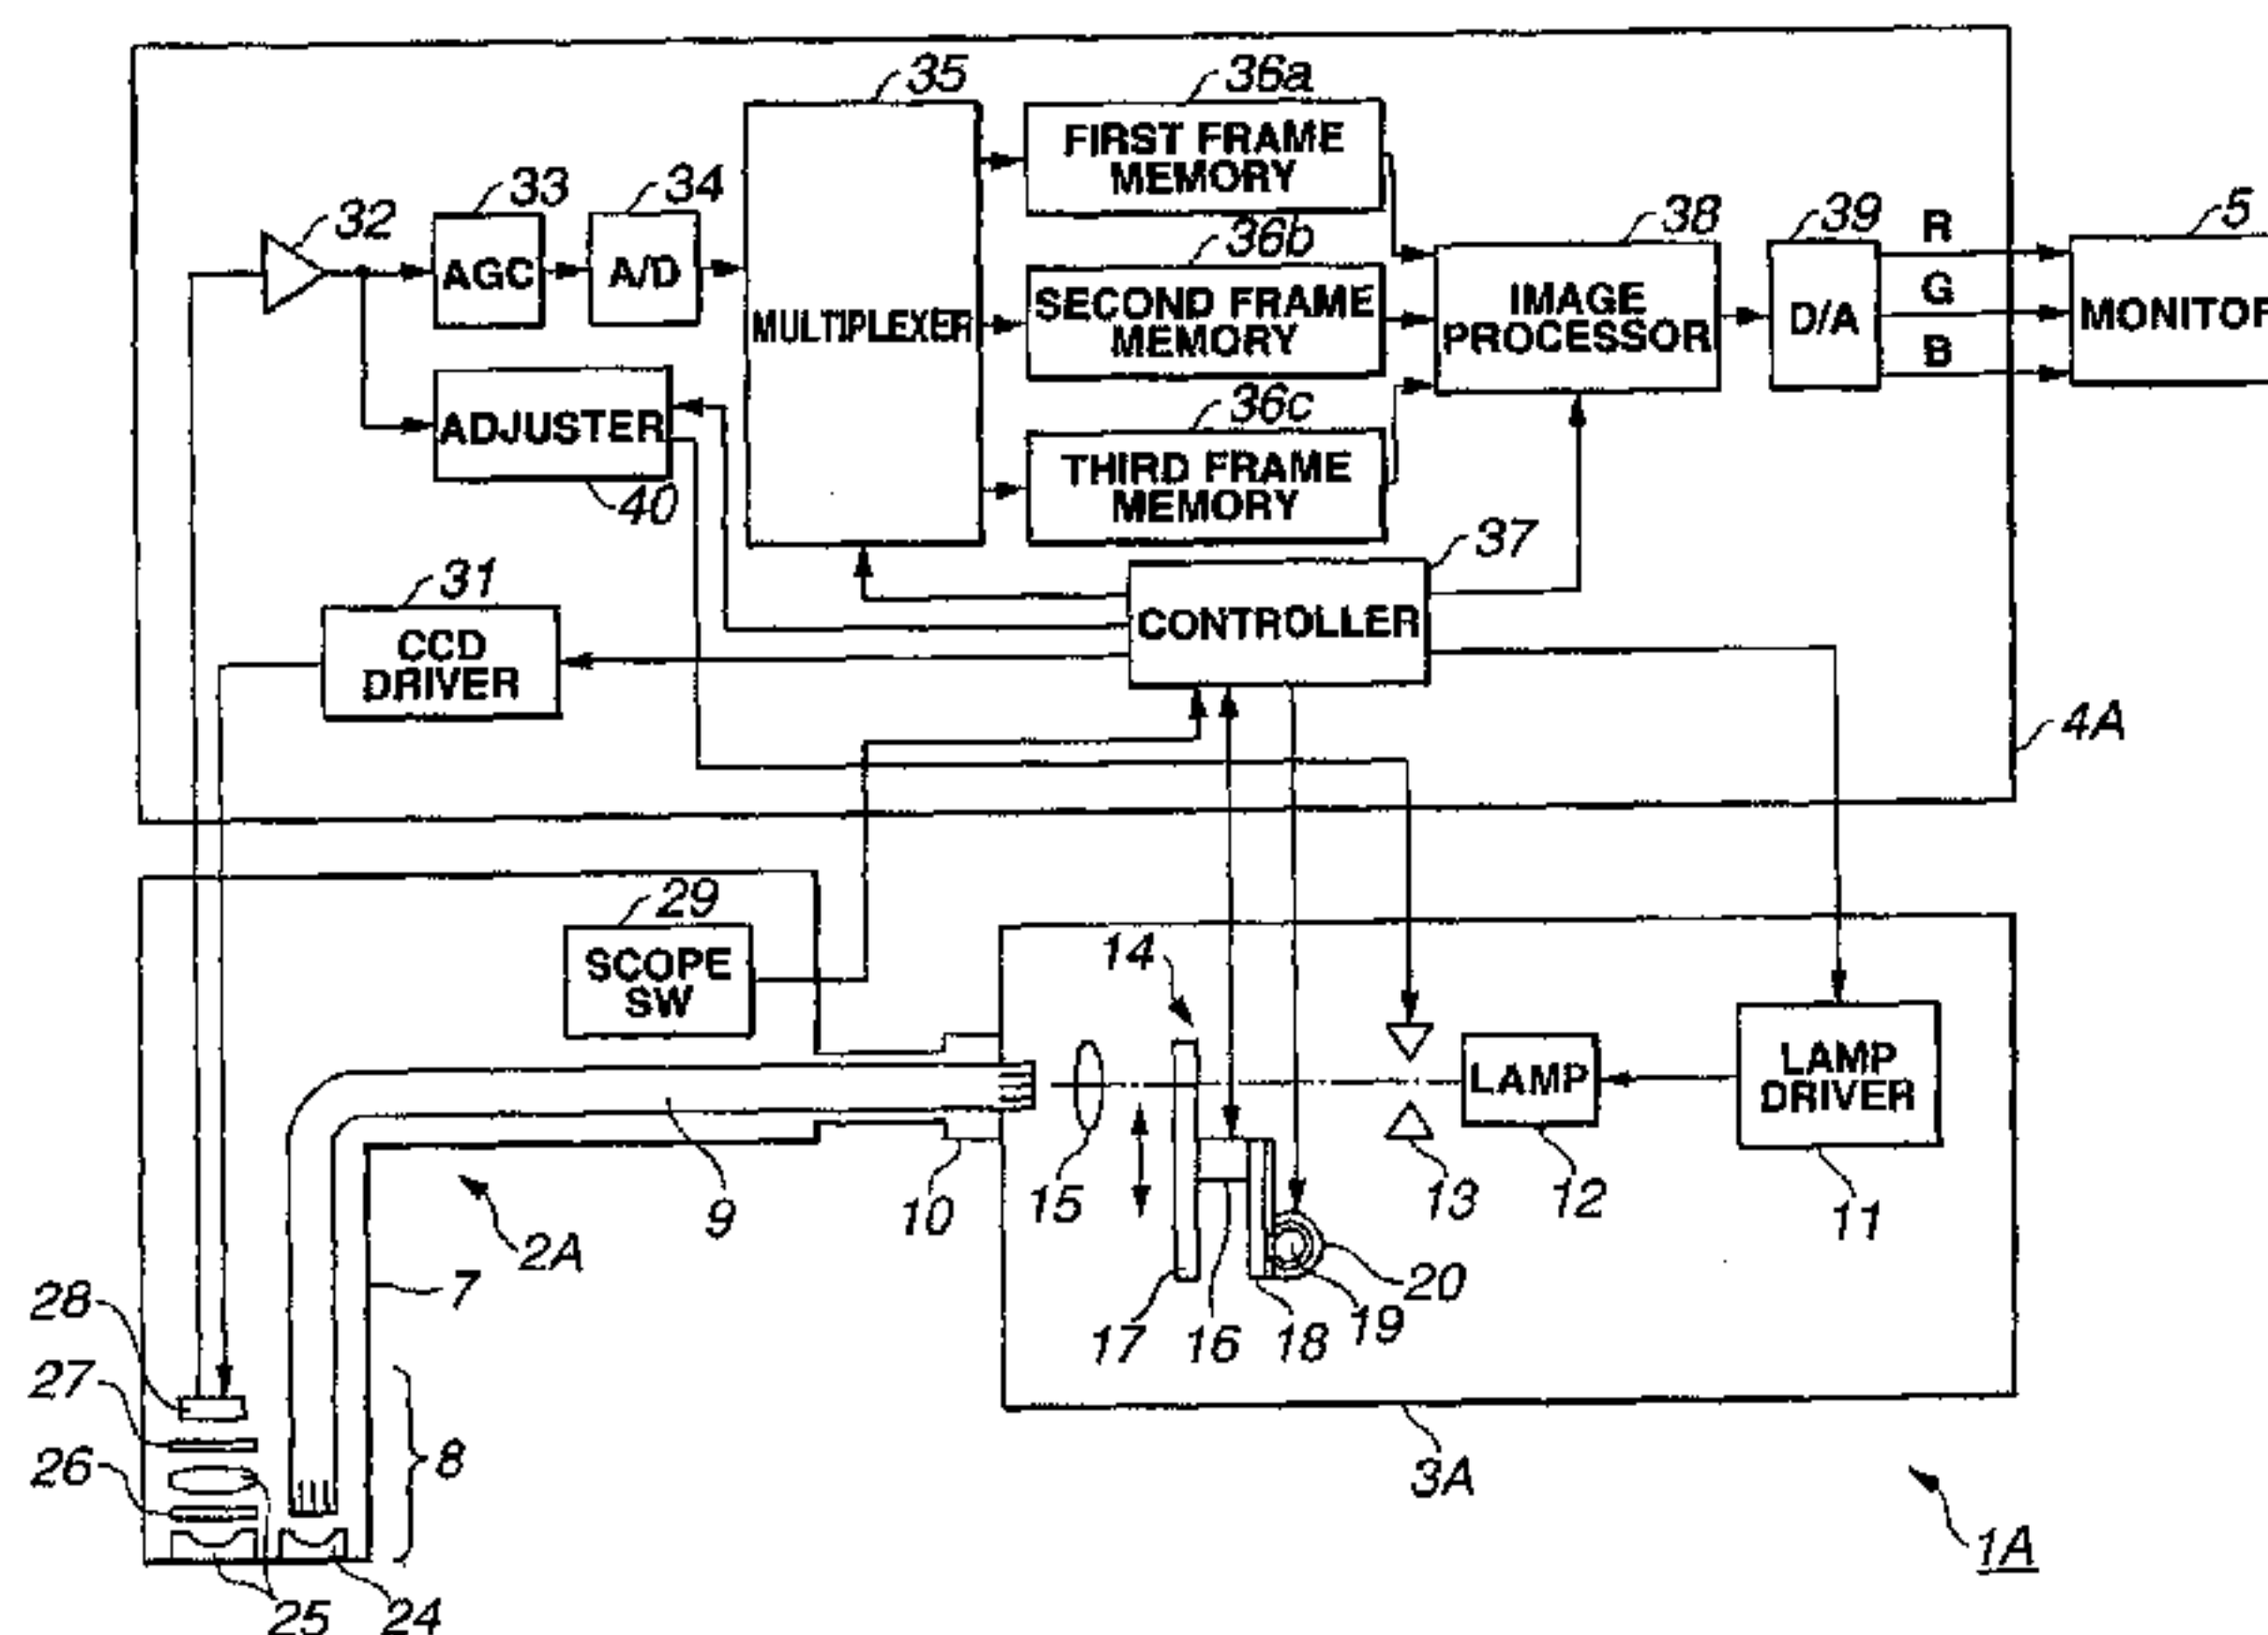 35
36a
FIRST FRAME
MEMORY
33
34
32
AGC
A/D
36b
38
39
R
5
MULTIPLEXER
SECOND FRAME
MEMORY
IMAGE
PROCESSOR
D/A
G
MONITOR
B
ADJUSTER
36c
40
THIRD FRAME
MEMORY
37
31
CONTROLLER
CCD
DRIVER
4A
29
SCOPE
SW
14
LAMP
LAMP
DRIVER
9
10
15
13
12
11
2A
7
20
28
17
16
18
19
27
26
8
3A
1A
25
24